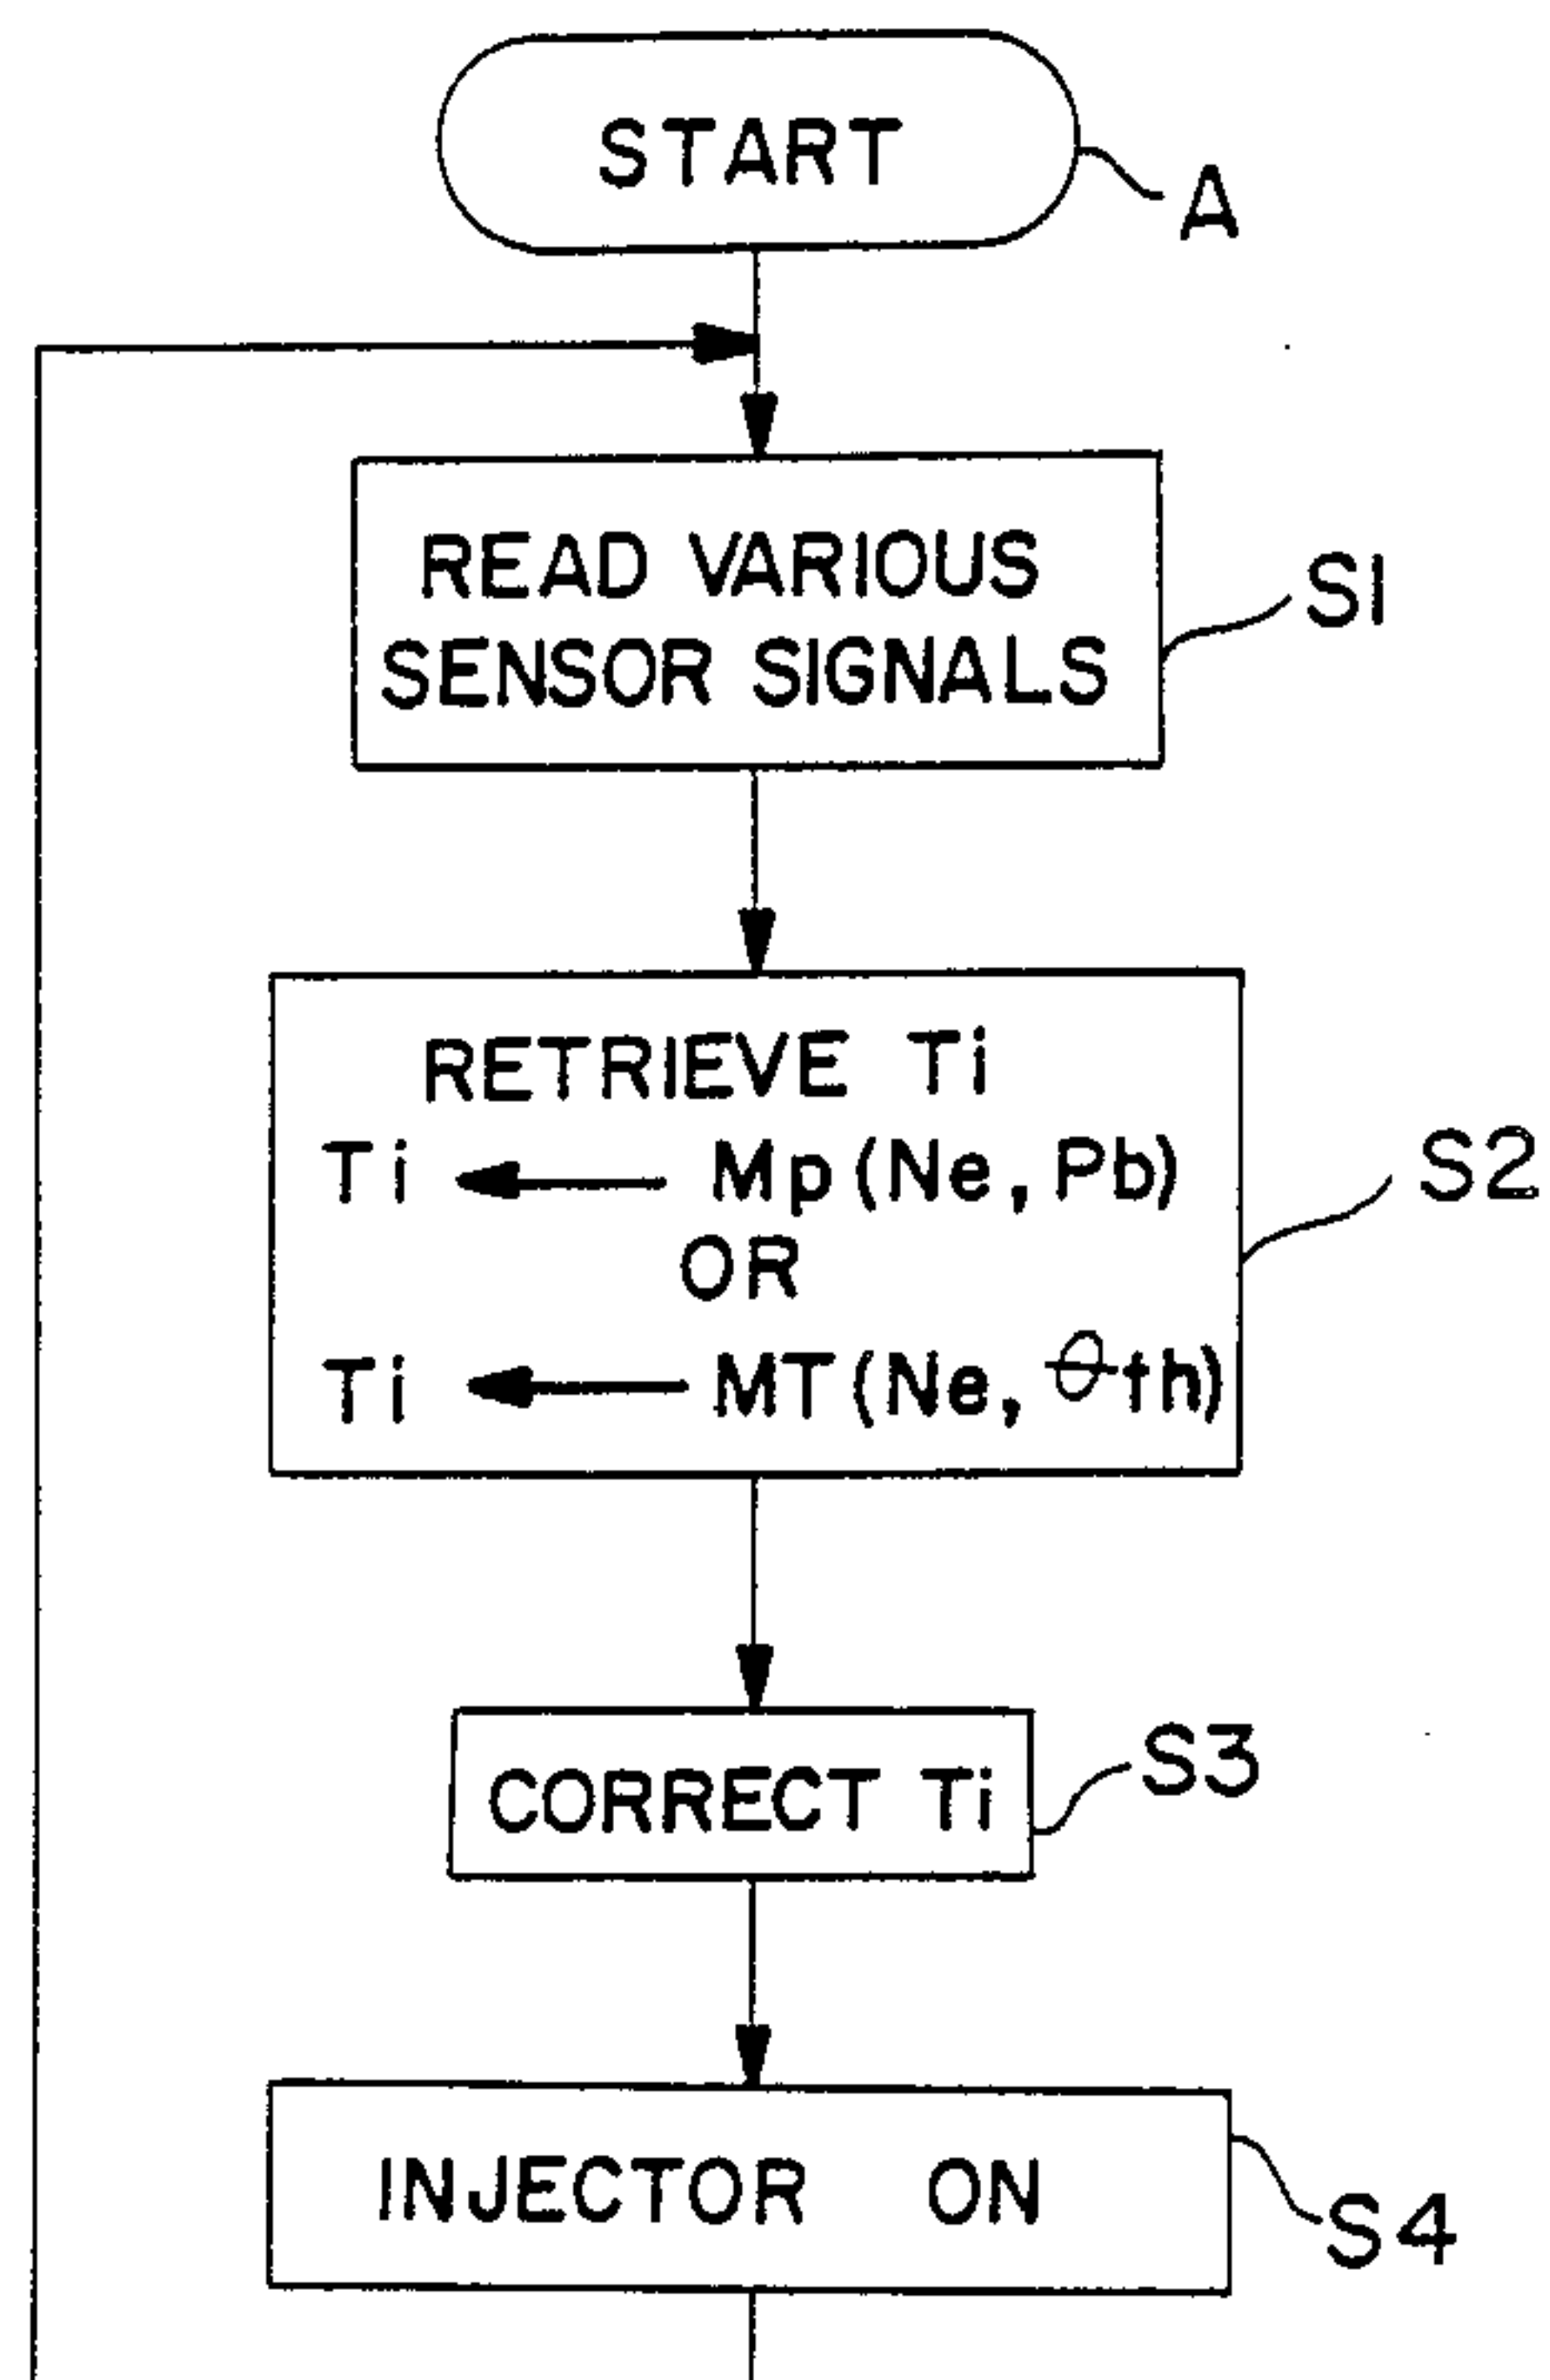 START
A
READ VARIOUS
SENSOR SIGNALS
S1
RETRIEVE Ti
Ti ← Mp(Ne, Pb)
OR
Ti ← MT(Ne, θth)
S2
CORRECT Ti
S3
INJECTOR ON
S4